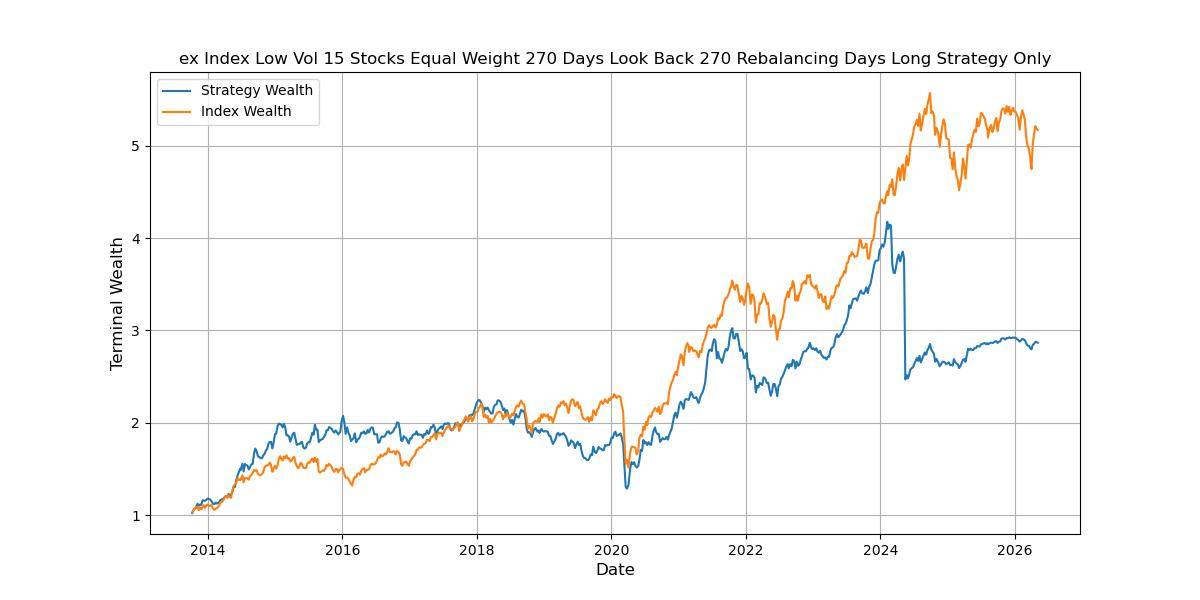 ex Index Low Vol 15 Stocks Equal Weight 270 Days Look Back 270 Rebalancing Days Long Strategy Only
Strategy Wealth
Index Wealth
5
4
3
2
1
Terminal Wealth
2014 2016 2018 2020 2022 2024 2026
Date